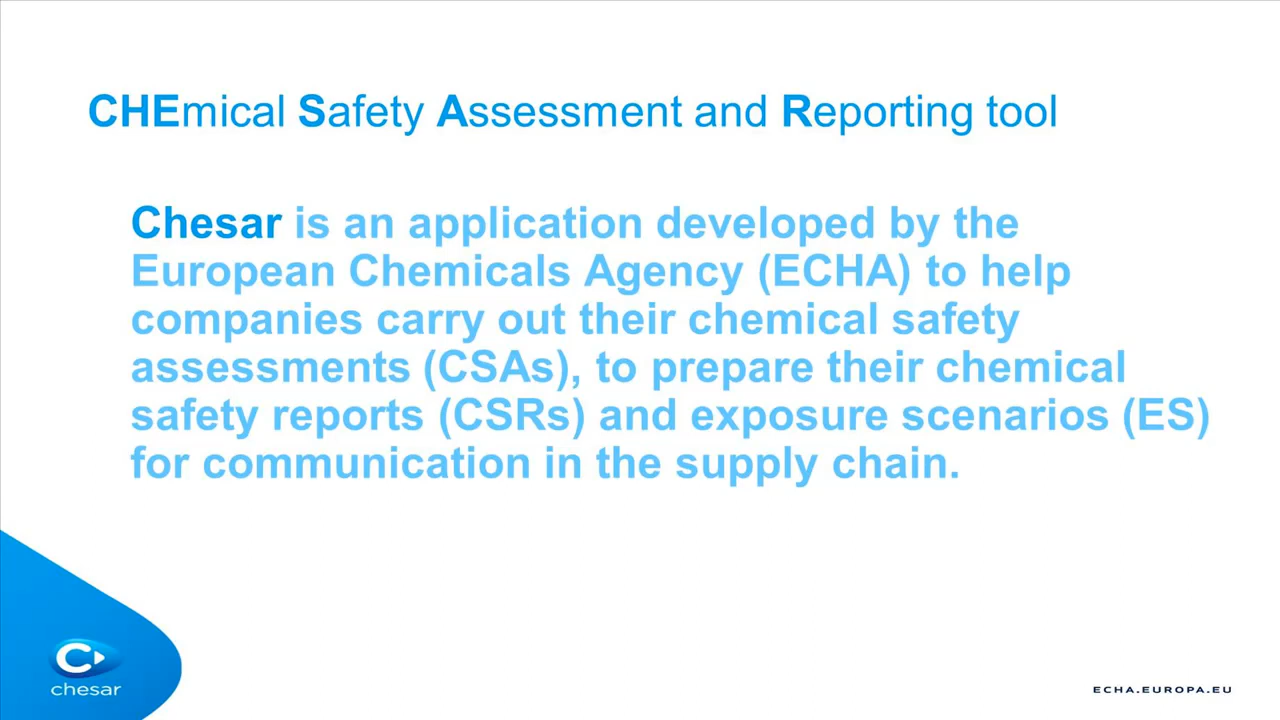 CHEmical Safety Assessment and Reporting tool
Chesar is an application developed by the
European Chemicals Agency (ECHA) to help
companies carry out their chemical safety
assessments (CSAs), to prepare their chemical
safety reports (CSRs) and exposure scenarios (ES)
for communication in the supply chain.
C
chesar
ECHA.EUROPA.EU